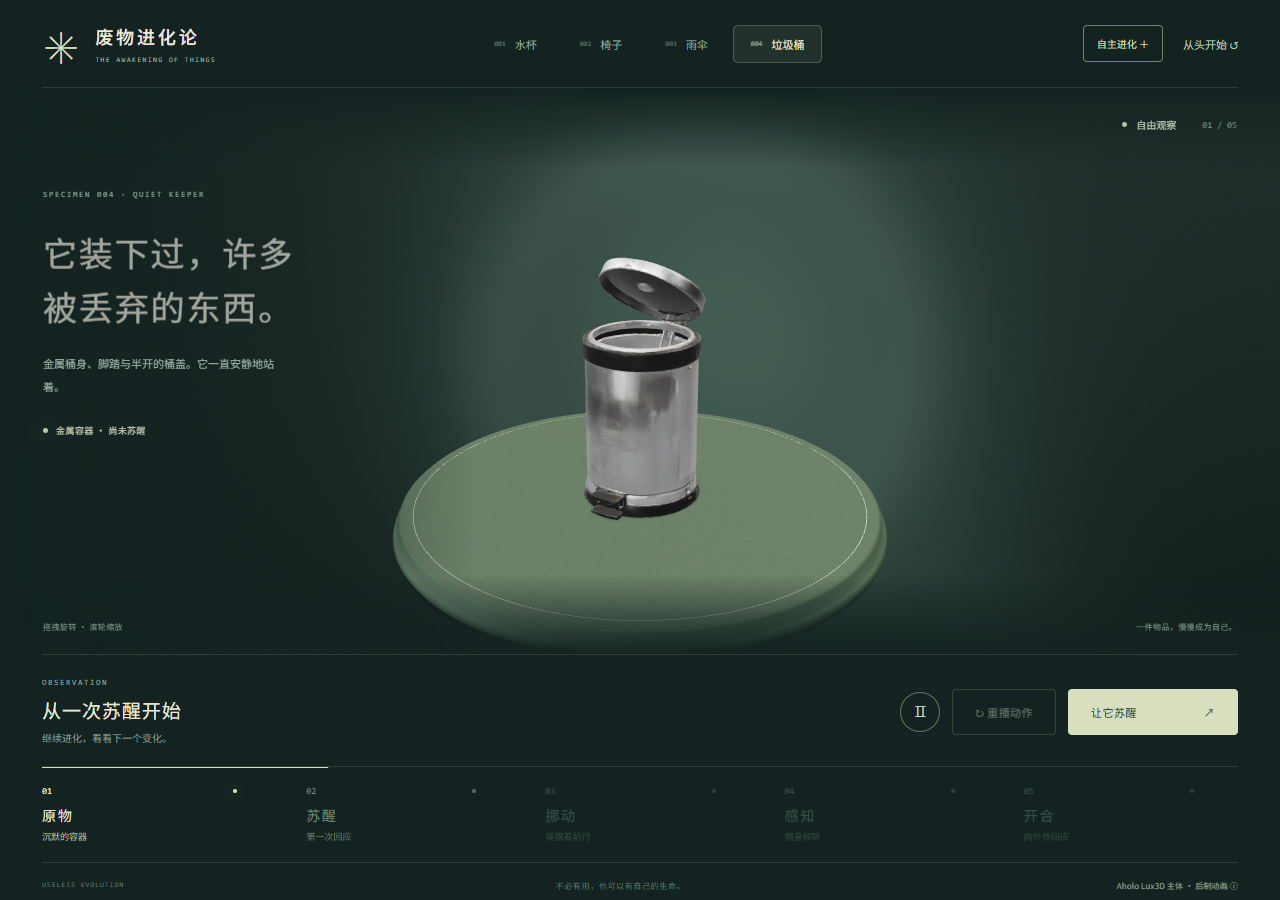 废物进化论
THE AWAKENING OF THINGS
001 水杯
002 椅子
003 雨伞
004 垃圾桶
自主进化 +
从头开始 ↺
自由观察
01 / 05
SPECIMEN 004 · QUIET KEEPER
它装下过，许多
被丢弃的东西。
金属桶身、脚踏与半开的桶盖。它一直安静地站
着。
金属容器 · 尚未苏醒
拖拽旋转 · 滚轮缩放
一件物品，慢慢成为自己。
OBSERVATION
从一次苏醒开始
继续进化，看看下一个变化。
↻ 重播动作
让它苏醒 ↗
01
原物
沉默的容器
02
苏醒
第一次回应
03
挪动
摇摆着前行
04
感知
侧身倾听
05
开合
向外界回应
USELESS EVOLUTION
不必有用，也可以有自己的生命。
Aholo Lux3D 主体 · 后制动画 ⓘ